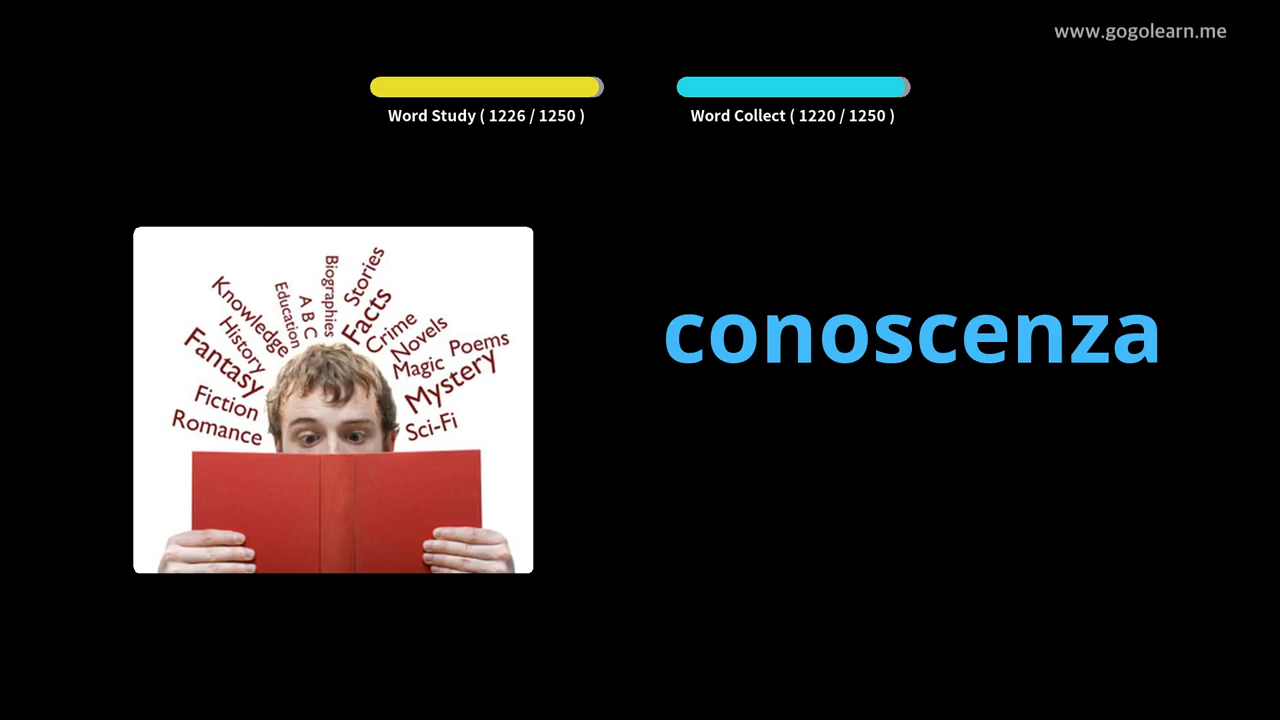 www.gogolearn.me
Word Study ( 1226 / 1250 )
Word Collect ( 1220 / 1250 )
Romance
Fiction
Fantasy
History
Knowledge
Education
A B C
Biographies
Stories
Facts
Crime
Novels
Magic
Poems
Mystery
Sci-Fi
conoscenza